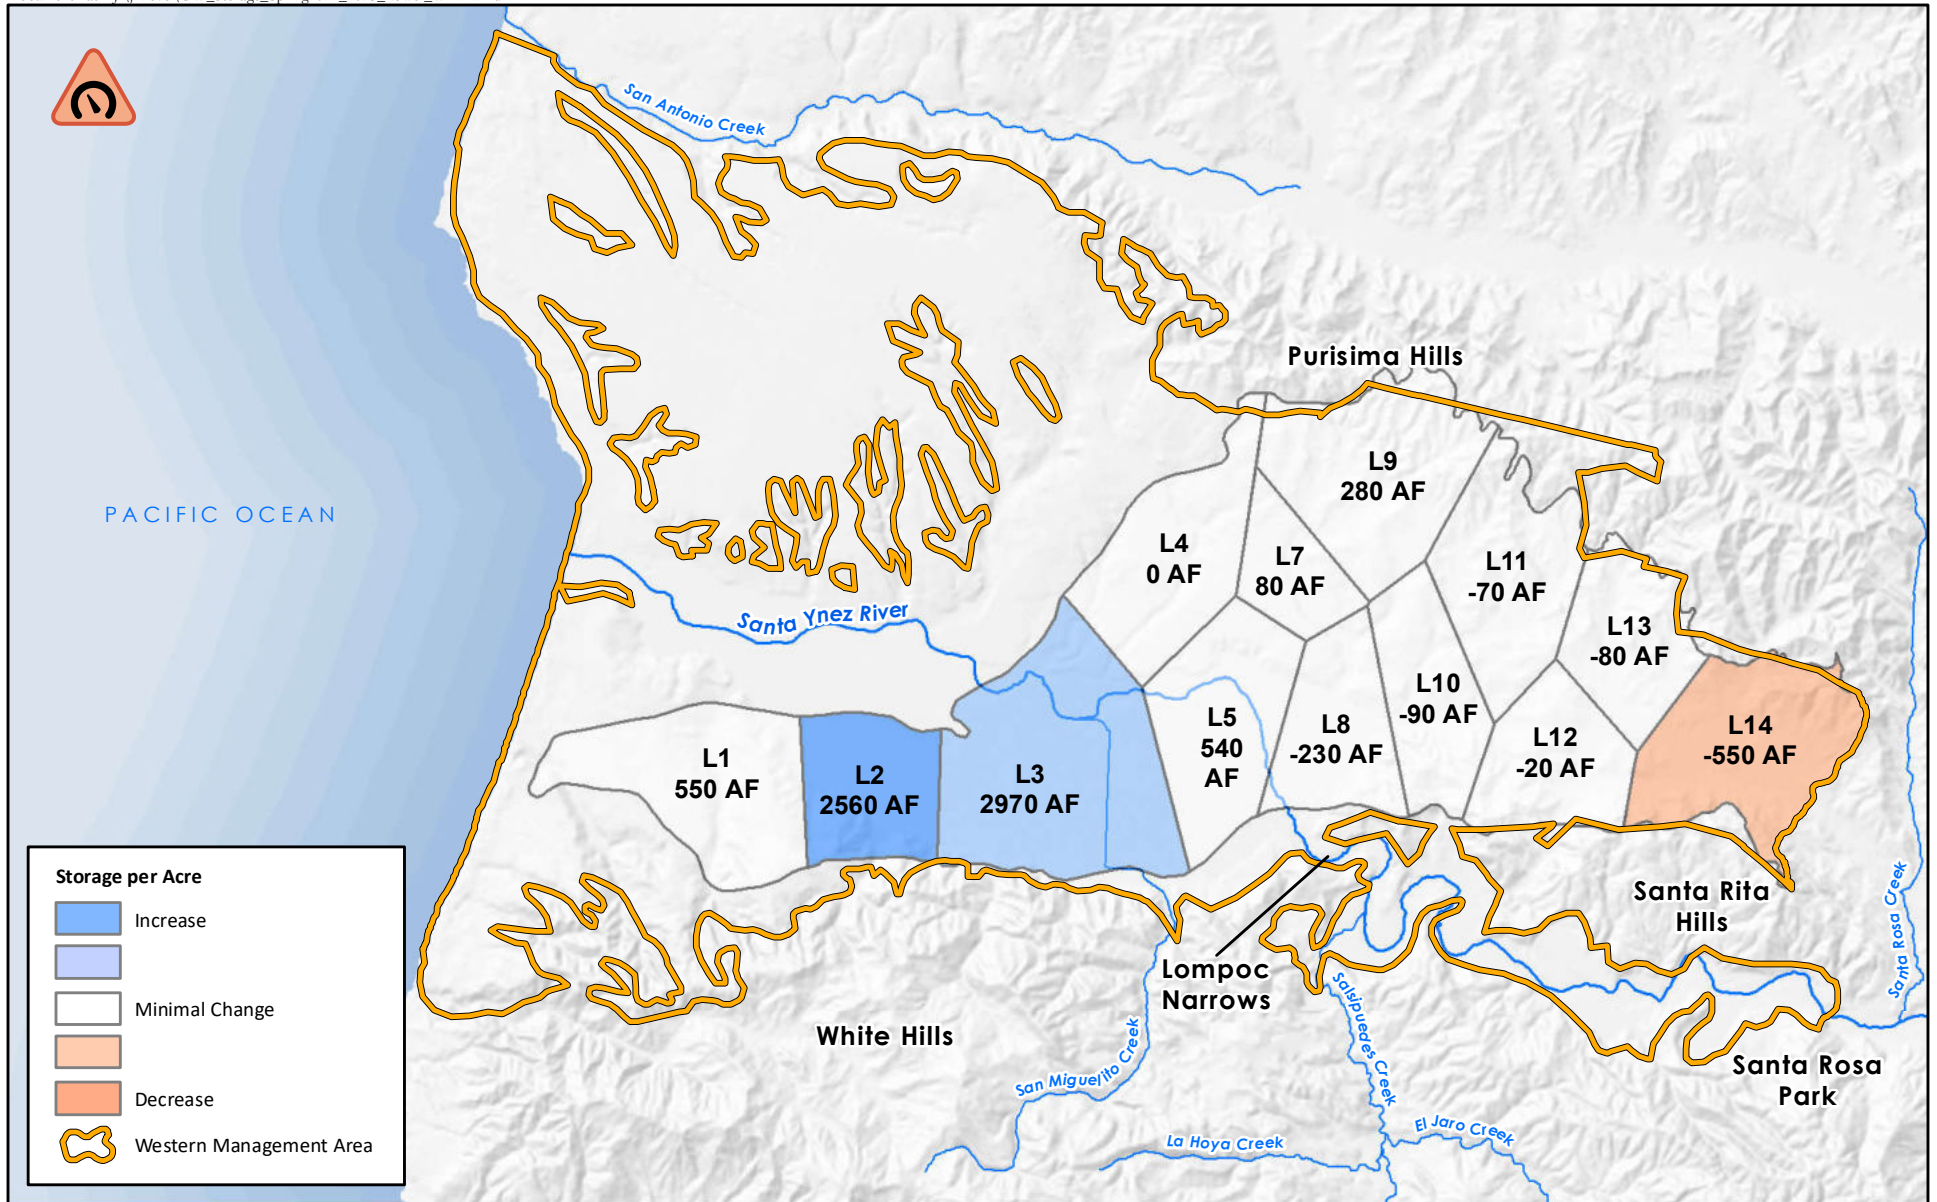 San Antonio Creek
Purisima Hills
L9
280 AF
PACIFIC OCEAN
L4
0 AF
L7
80 AF
L11
-70 AF
Santa Ynez River
L13
-80 AF
L10
-90 AF
L5
540
AF
L8
-230 AF
L14
-550 AF
L12
-20 AF
L1
550 AF
L2
2560 AF
L3
2970 AF
Storage per Acre
Increase
Minimal Change
Decrease
Western Management Area
Santa Rita
Hills
Santa Rosa Creek
Lompoc
Narrows
Salsipuedes Creek
White Hills
San Miguelito Creek
Santa Rosa
Park
La Hoya Creek
El Jaro Creek